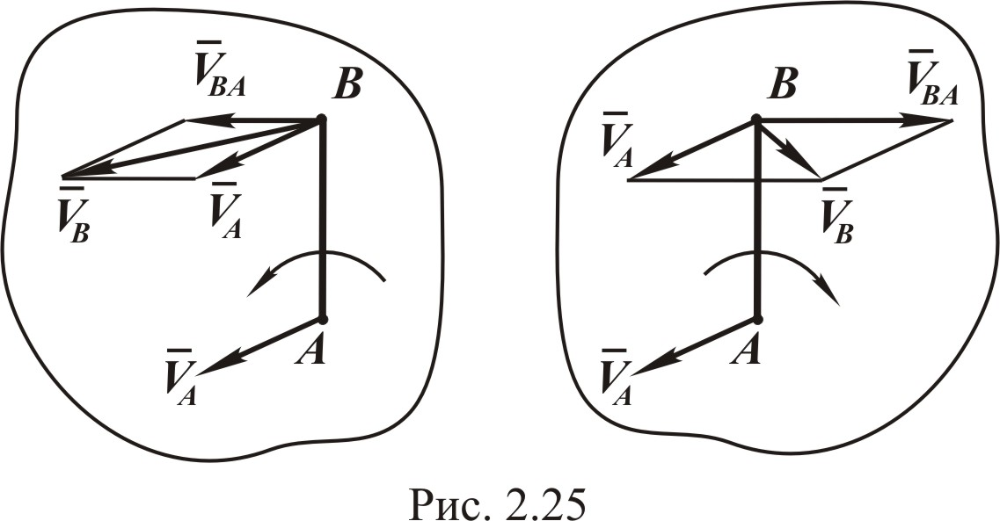 V̅BA B B V̅BA
V̅A
V̅B V̅A V̅B
V̅A A V̅A A
Рис. 2.25